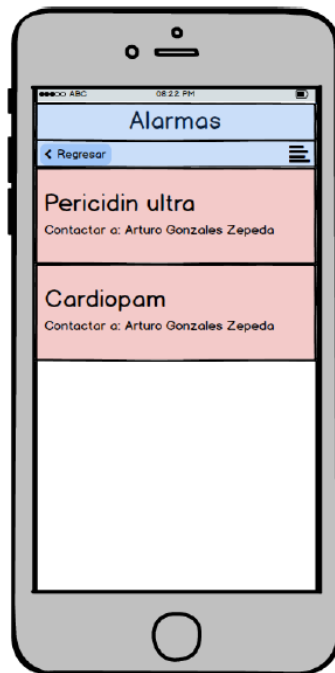 ABC 08:22 PM
Alarmas
Regresar
Pericidin ultra
Contactar a: Arturo Gonzales Zepeda
Cardiopam
Contactar a: Arturo Gonzales Zepeda